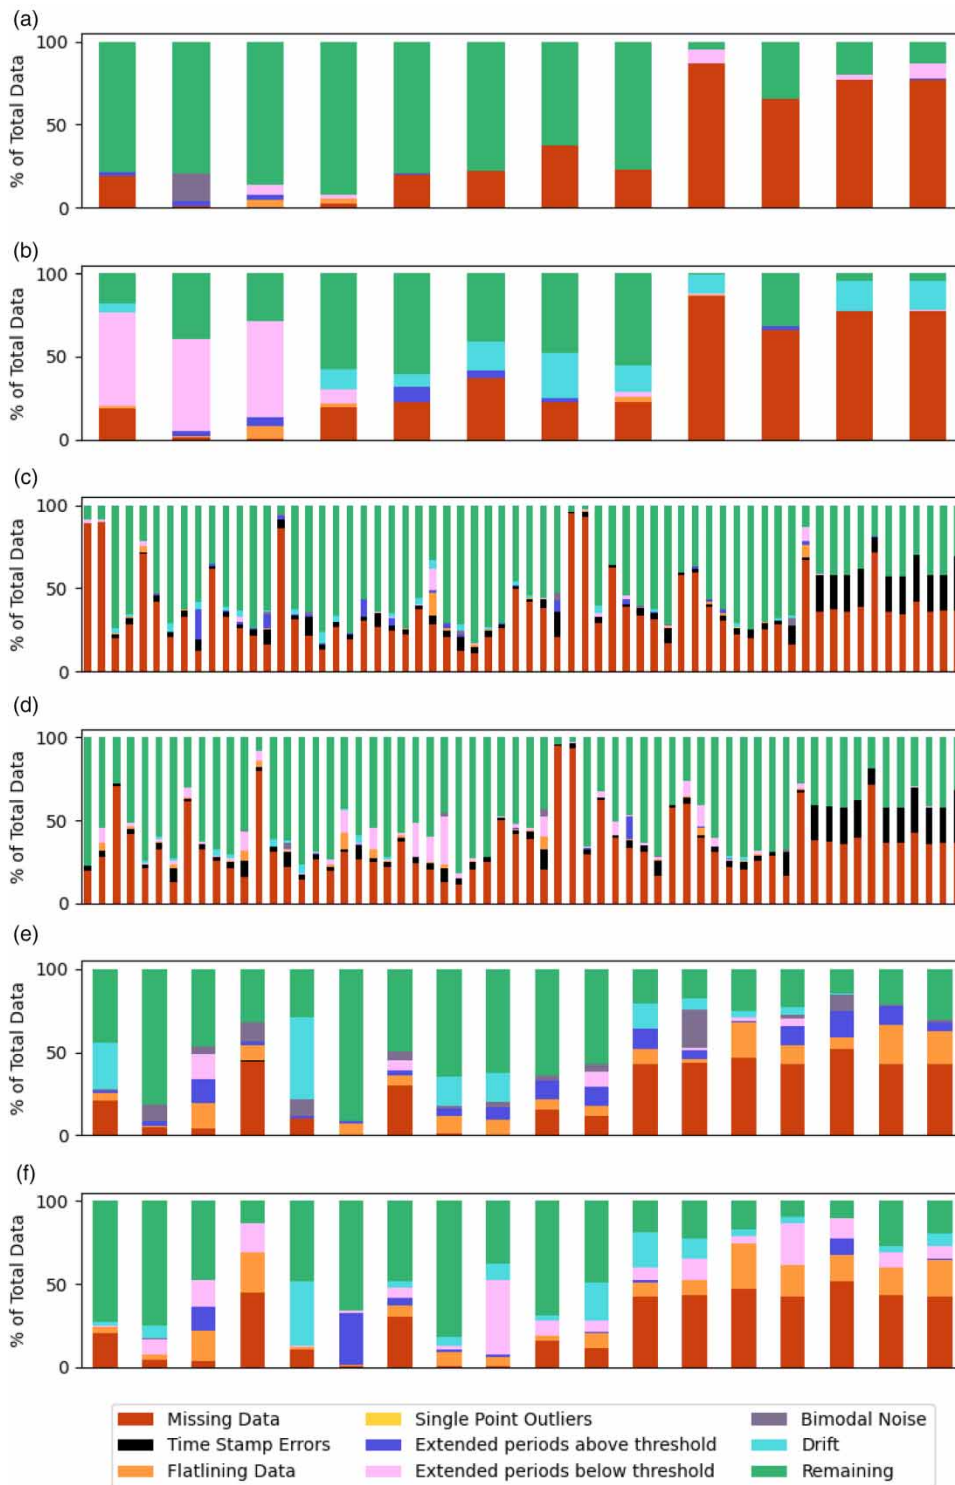 (a)
100
50
0
% of Total Data
(b)
100
50
0
% of Total Data
(c)
100
50
0
% of Total Data
(d)
100
50
0
% of Total Data
(e)
100
50
0
% of Total Data
(f)
100
50
0
% of Total Data
Missing Data
Time Stamp Errors
Flatlining Data
Single Point Outliers
Extended periods above threshold
Extended periods below threshold
Bimodal Noise
Drift
Remaining